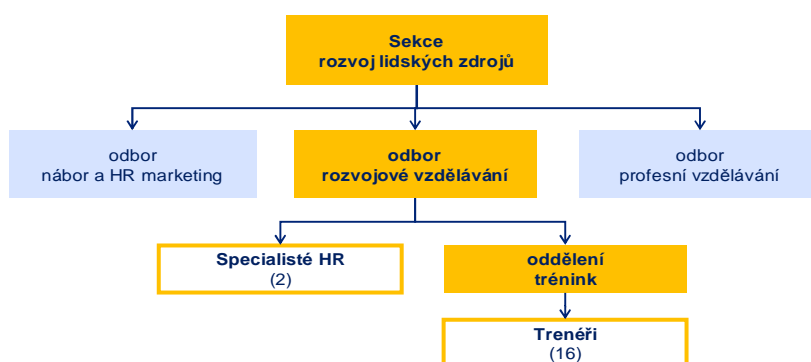 Sekce
rozvoj lidských zdrojů
odbor
nábor a HR marketing
odbor
rozvojové vzdělávání
odbor
profesní vzdělávání
Specialisté HR
(2)
oddělení
trénink
Trenéři
(16)